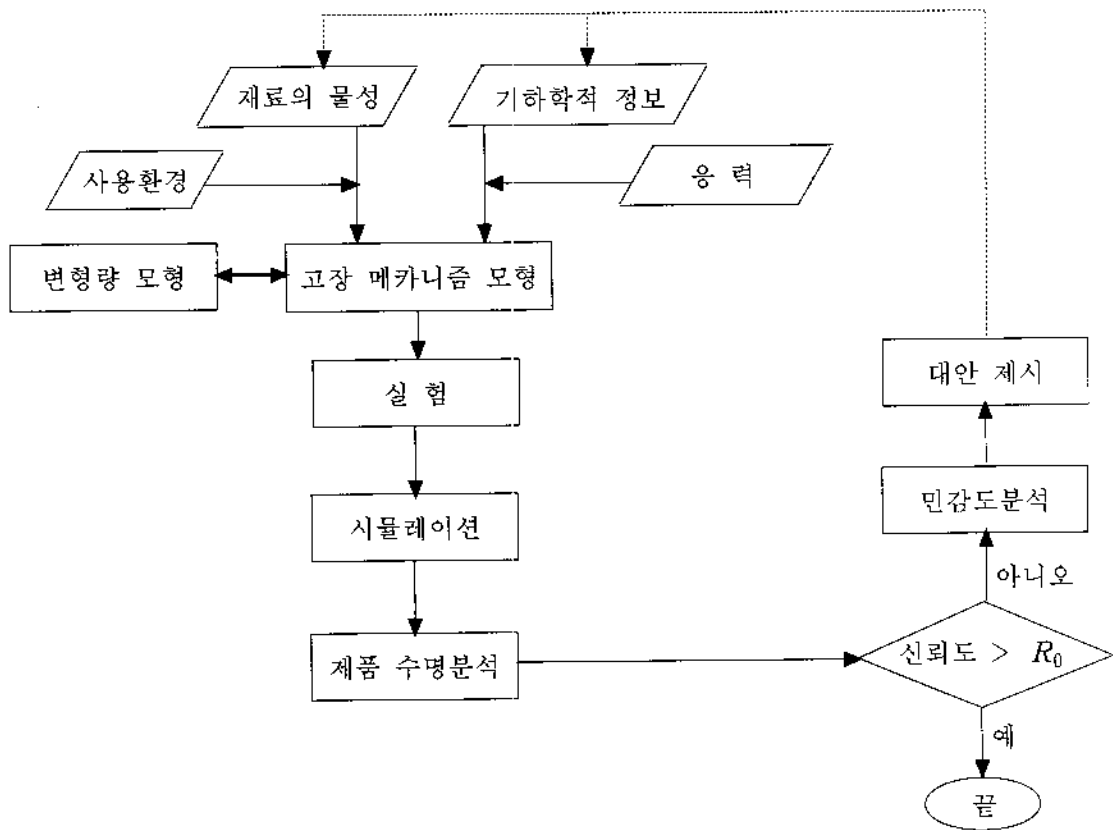 재료의 물성
기하학적 정보
사용환경
응 력
변형량 모형
고장 메카니즘 모형
실 험
대안 제시
시뮬레이션
민감도분석
아니오
제품 수명분석
신뢰도 > R₀
예
끝